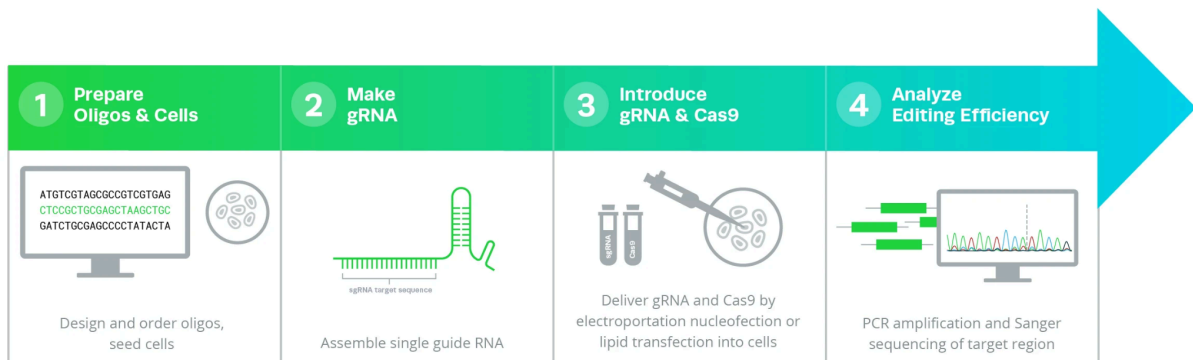 1
Prepare
Oligos & Cells
2
Make
gRNA
3
Introduce
gRNA & Cas9
4
Analyze
Editing Efficiency
ATGTCGTAGCGCCGTCGTGAG
CTCCGCTGCGAGCTAAGCTGC
GATCTGCGAGCCCCTATACTA
sgRNA target sequence
sgRNA
Cas9
Design and order oligos,
seed cells
Assemble single guide RNA
Deliver gRNA and Cas9 by
electroportation nucleofection or
lipid transfection into cells
PCR amplification and Sanger
sequencing of target region